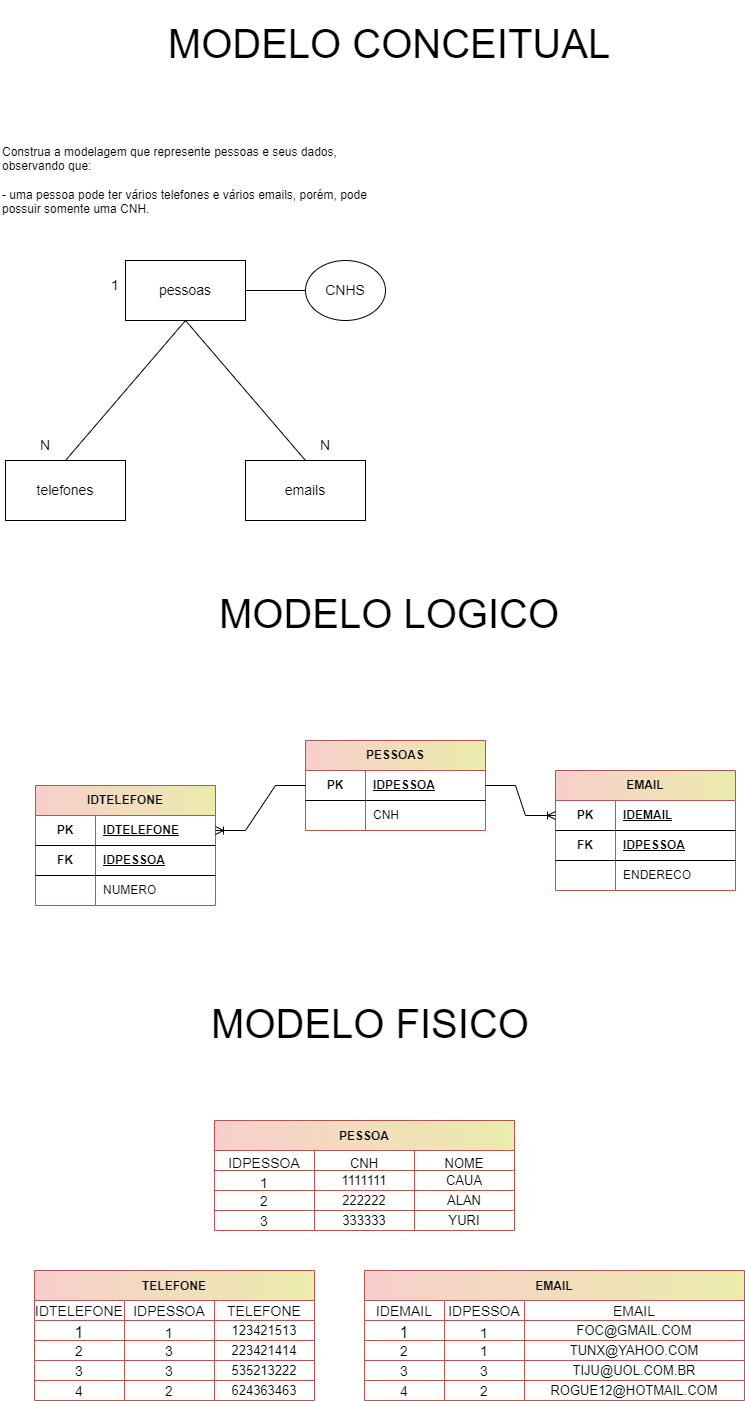 MODELO CONCEITUAL
Construa a modelagem que represente pessoas e seus dados,
observando que:
- uma pessoa pode ter vários telefones e vários emails, porém, pode
possuir somente uma CNH.
1
pessoas
CNHS
N
N
telefones
emails
MODELO LOGICO
IDTELEFONE
PK IDTELEFONE
FK IDPESSOA
NUMERO
PESSOAS
PK IDPESSOA
CNH
EMAIL
PK IDEMAIL
FK IDPESSOA
ENDERECO
MODELO FISICO
PESSOA
IDPESSOA CNH NOME
1 1111111 CAUA
2 222222 ALAN
3 333333 YURI
TELEFONE
IDTELEFONE IDPESSOA TELEFONE
1 1 123421513
2 3 223421414
3 3 535213222
4 2 624363463
EMAIL
IDEMAIL IDPESSOA EMAIL
1 1 FOC@GMAIL.COM
2 1 TUNX@YAHOO.COM
3 3 TIJU@UOL.COM.BR
4 2 ROGUE12@HOTMAIL.COM